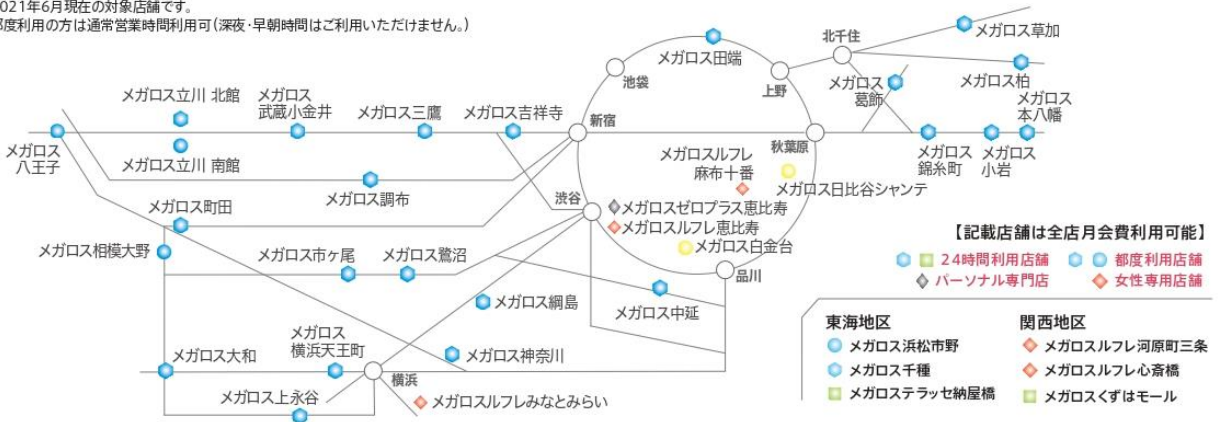 021年6月現在の対象店舗です。
都度利用の方は通常営業時間利用可(深夜・早朝時間はご利用いただけません。)
北千住
メガロス草加
メガロス田端
池袋
上野
メガロス
葛飾
メガロス柏
メガロス
本八幡
メガロス立川 北館
メガロス
武蔵小金井
メガロス三鷹
メガロス吉祥寺
新宿
秋葉原
メガロス
八王子
メガロス立川 南館
メガロス
錦糸町
メガロス
小岩
メガロスルフレ
麻布十番
メガロス調布
渋谷
メガロス日比谷シャンテ
メガロス町田
メガロスゼロプラス恵比寿
メガロスルフレ恵比寿
メガロス白金台
メガロス相模大野
メガロス市ヶ尾
メガロス鷺沼
品川
【記載店舗は全店月会費利用可能】
24時間利用店舗
都度利用店舗
パーソナル専門店
女性専用店舗
メガロス綱島
メガロス中延
メガロス大和
メガロス
横浜天王町
メガロス神奈川
横浜
メガロス上永谷
メガロスルフレみなとみらい
東海地区
メガロス浜松市野
メガロス千種
メガロステラッセ納屋橋
関西地区
メガロスルフレ河原町三条
メガロスルフレ心斎橋
メガロスくずはモール